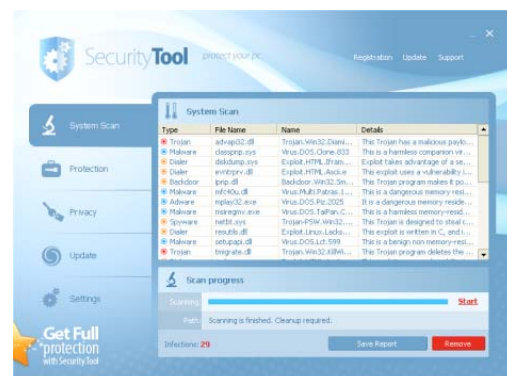 SecurityTool protect your pc
Registration Update Support
System Scan
Protection
Privacy
Update
Settings
Get Full
protection
with Security Tool
System Scan
Type File Name Name Details
Trojan advapi32.dll Trojan.Win32.Diami... This Trojan has a malicious paylo...
Malware classpnp.sys Virus.DOS.Clone.833 This is a harmless companion vir...
Dialer diskdump.sys Exploit.HTML.Ifram... Exploit takes advantage of a se...
Dialer evntrprv.dll Exploit.HTML.Ascii.e This exploit uses a vulnerability i...
Backdoor iprip.dll Backdoor.Win32.Sm... This Trojan program makes it po...
Malware mfc40u.dll Virus.Multi.Patras.1... This is a dangerous memory resi...
Adware mplay32.exe Virus.DOS.Piz.2025 It is a dangerous memory reside...
Malware msiregmv.exe Virus.DOS.TaiPan.C... This is a harmless memory-resid...
Spyware netbt.sys Trojan-PSW.Win32.... This Trojan is designed to steal c...
Dialer resutils.dll Exploit.Linux.Lacks... This exploit is written in C, and i...
Malware setupapi.dll Virus.DOS.Lct.599 This is a benign non memory-resi...
Trojan tmigrate.dll Trojan.Win32.KillWi... This Trojan program deletes the ...
Scan progress
Scanning: Start
Path: Scanning is finished. Cleanup required.
Infections: 29 Save Report Remove